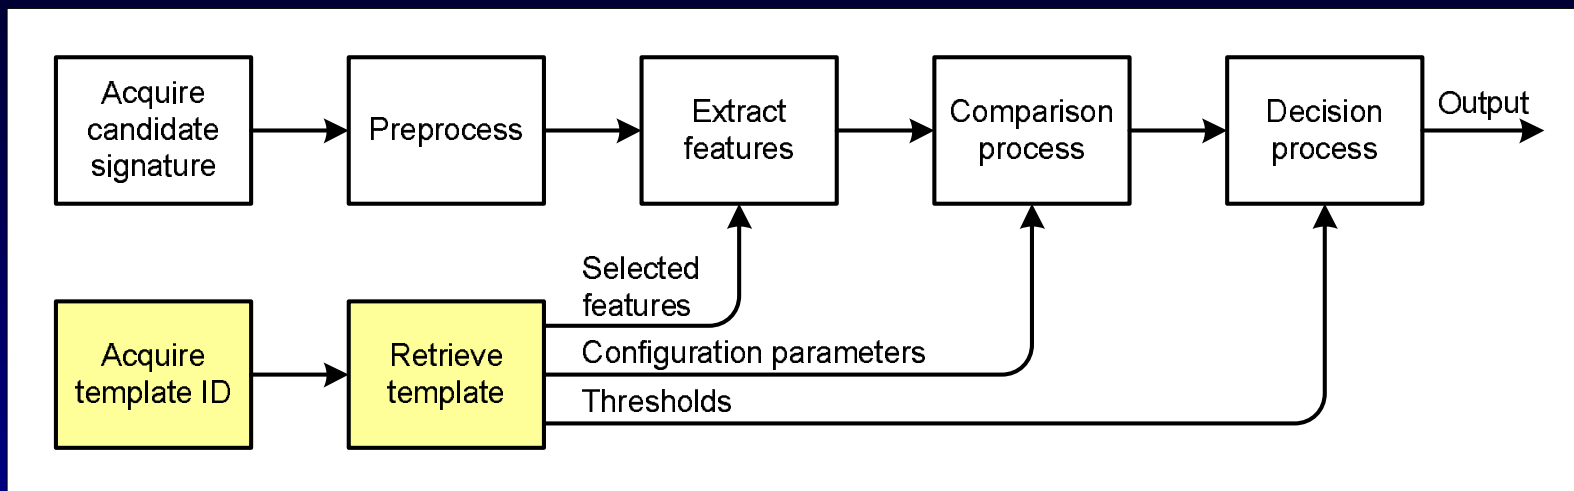 Acquire
candidate
signature
Preprocess
Extract
features
Comparison
process
Decision
process
Output
Selected
features
Acquire
template ID
Retrieve
template
Configuration parameters
Thresholds